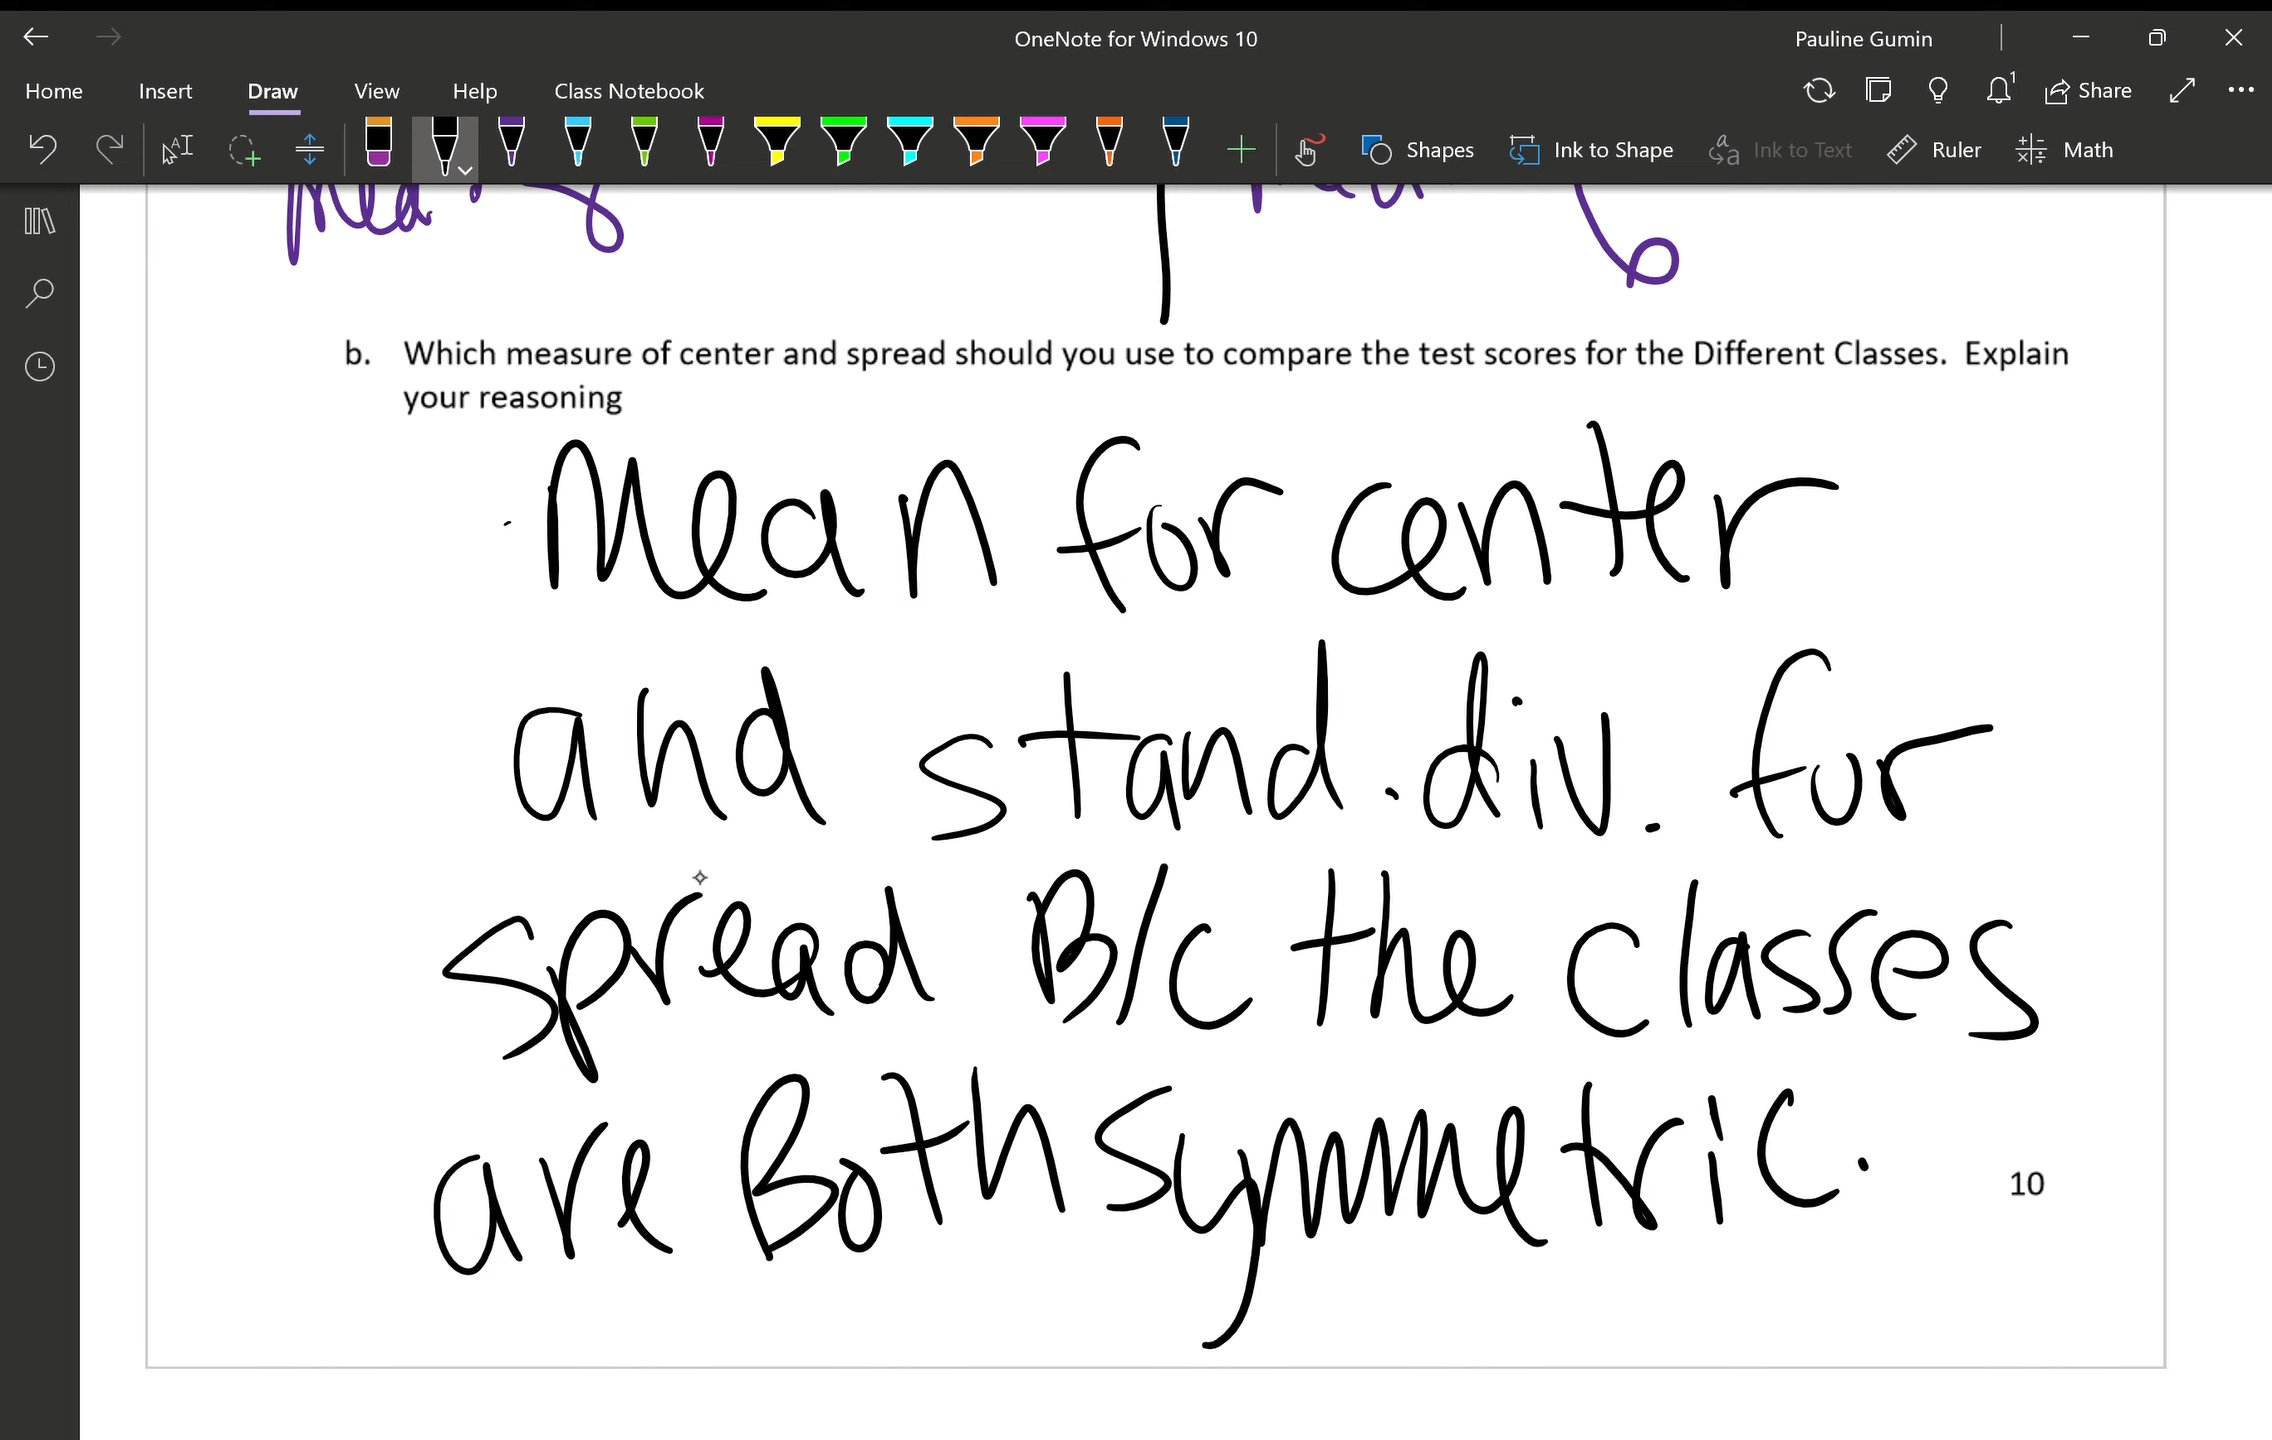 OneNote for Windows 10
Pauline Gumin
Home Insert Draw View Help Class Notebook
1
Share
Shapes Ink to Shape Ink to Text Ruler Math
b. Which measure of center and spread should you use to compare the test scores for the Different Classes. Explain
your reasoning
Mean for center
and stand. div. for
spread B/c the classes
are Both symmetric.
10